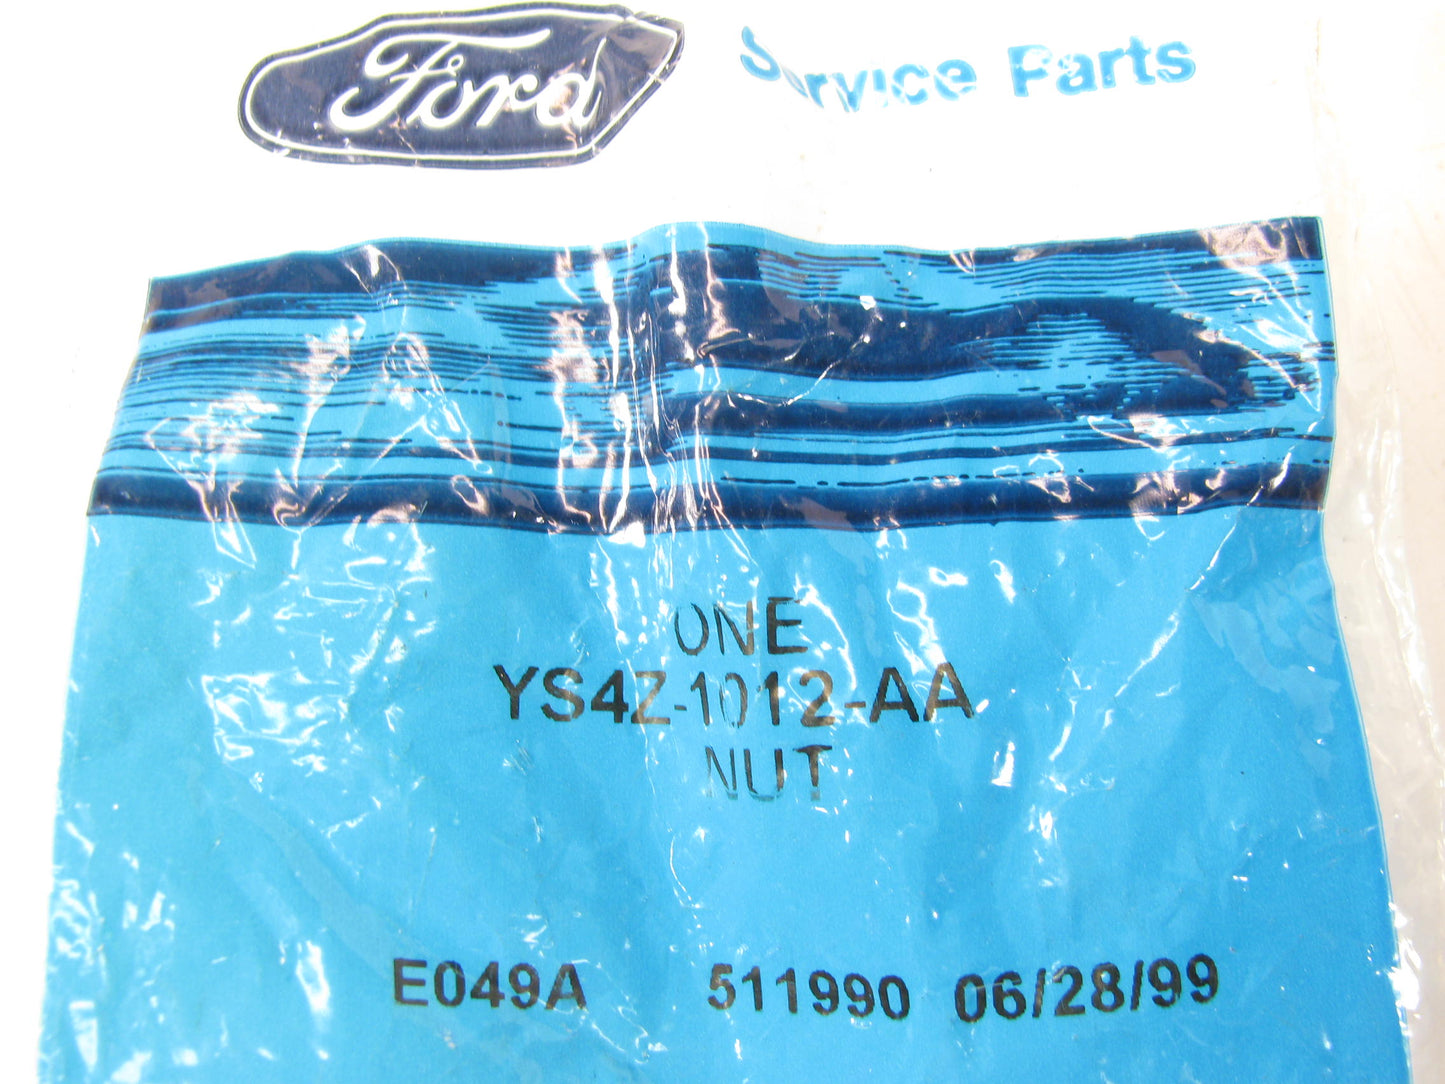 Ford Service Parts
ONE
YS4Z-1012-AA
NUT
E049A 511990 06/28/99